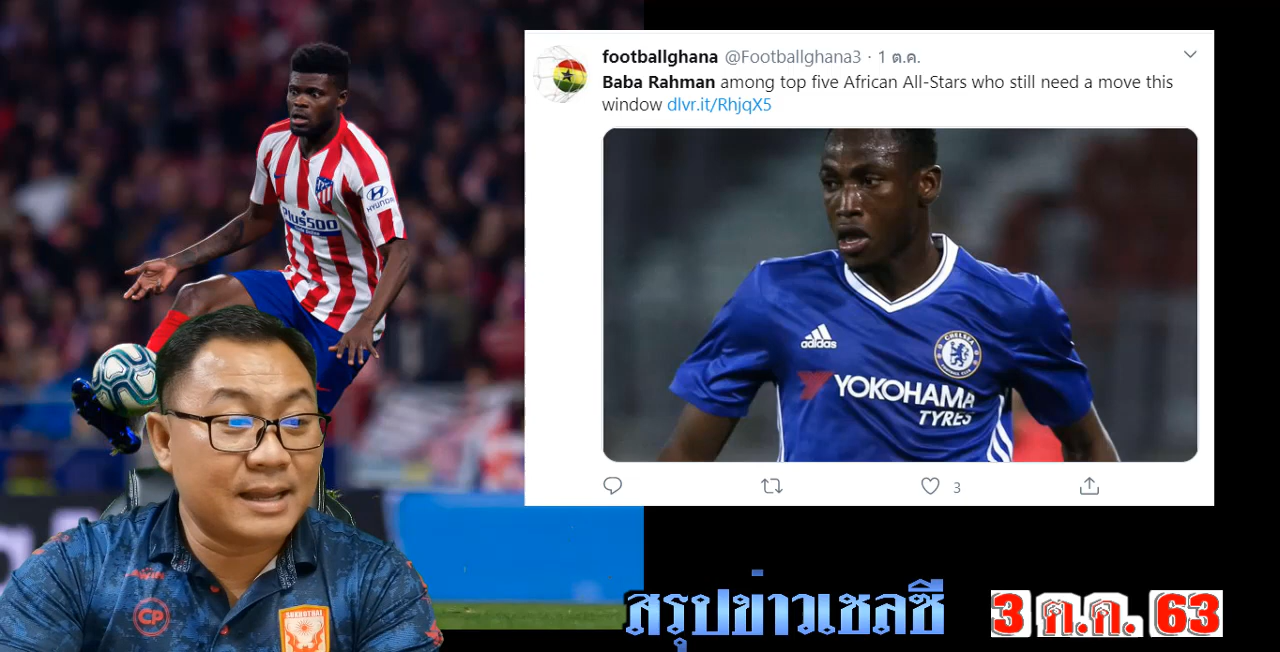 footballghana @Footballghana3 · 1 ต.ค.
Baba Rahman among top five African All-Stars who still need a move this
window dlvr.it/RhjqX5
HYUNDAI
Plus500
adidas
CHELSEA
YOKOHAMA
TYRES
3
CP
สรุปข่าวเชลซี 3 ต.ค. 63